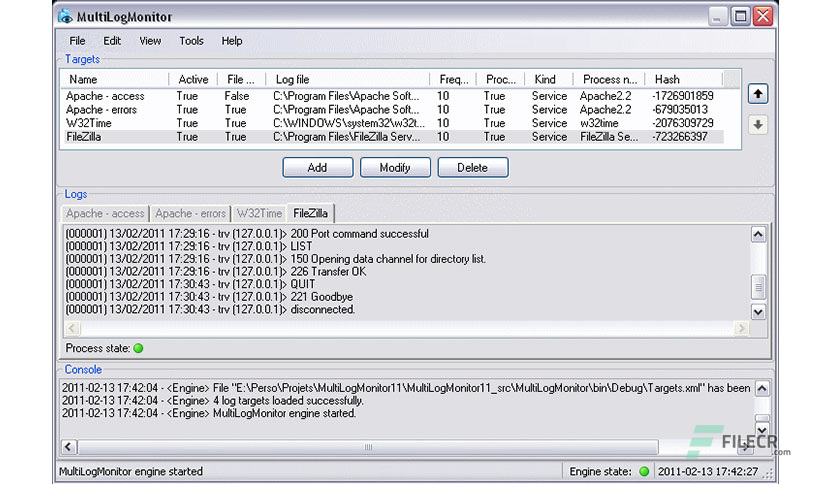 MultiLogMonitor
File Edit View Tools Help
Targets
Name Active File ... Log file Freq... Proc... Kind Process n... Hash
Apache - access True False C:\Program Files\Apache Soft... 10 True Service Apache2.2 -1726901859
Apache - errors True True C:\Program Files\Apache Soft... 10 True Service Apache2.2 -679035013
W32Time True True C:\WINDOWS\system32\w32t... 10 True Service w32time -2076309729
FileZilla True True C:\Program Files\FileZilla Serv... 10 True Service FileZilla Se... -723266397
Add Modify Delete
Logs
Apache - access Apache - errors W32Time FileZilla
(000001) 13/02/2011 17:29:16 - trv (127.0.0.1)> 200 Port command successful
(000001) 13/02/2011 17:29:16 - trv (127.0.0.1)> LIST
(000001) 13/02/2011 17:29:16 - trv (127.0.0.1)> 150 Opening data channel for directory list.
(000001) 13/02/2011 17:29:16 - trv (127.0.0.1)> 226 Transfer OK
(000001) 13/02/2011 17:30:43 - trv (127.0.0.1)> QUIT
(000001) 13/02/2011 17:30:43 - trv (127.0.0.1)> 221 Goodbye
(000001) 13/02/2011 17:30:43 - trv (127.0.0.1)> disconnected.
Process state:
Console
2011-02-13 17:42:04 - <Engine> File "E:\Perso\Projets\MultiLogMonitor11\MultiLogMonitor11_src\MultiLogMonitor\bin\Debug\Targets.xml" has been
2011-02-13 17:42:04 - <Engine> 4 log targets loaded successfully.
2011-02-13 17:42:04 - <Engine> MultiLogMonitor engine started.
FILECR
.com
MultiLogMonitor engine started Engine state: 2011-02-13 17:42:27